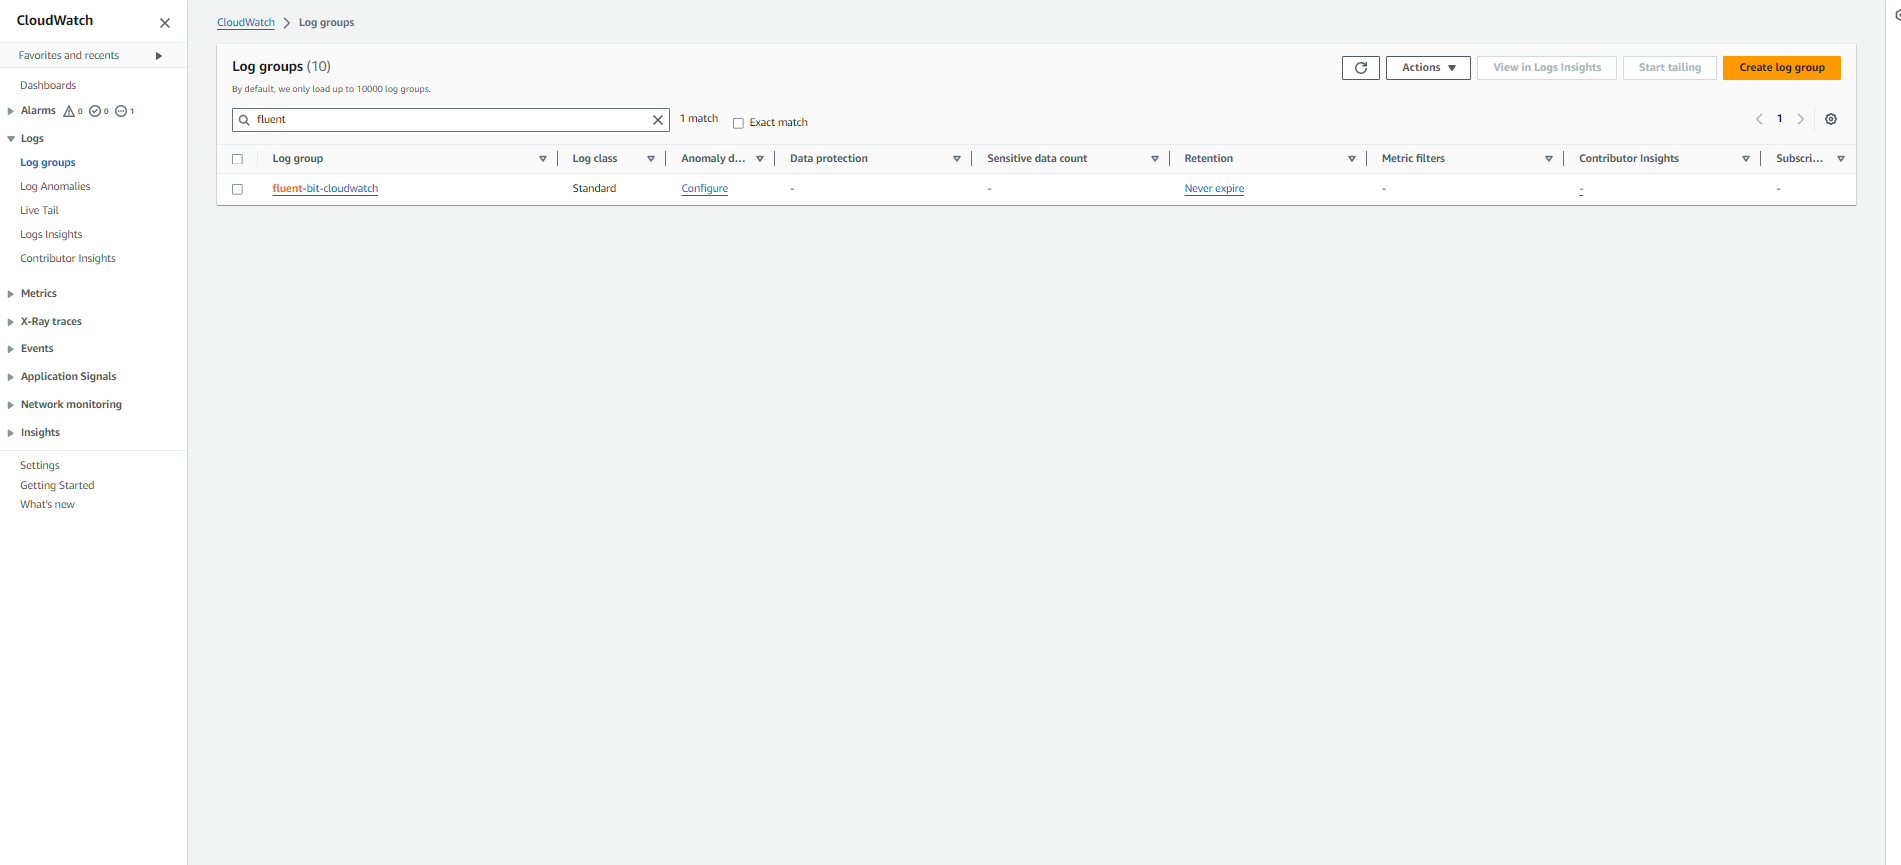 CloudWatch
Favorites and recents
Dashboards
Alarms 0 0 1
Logs
Log groups
Log Anomalies
Live Tail
Logs Insights
Contributor Insights
Metrics
X-Ray traces
Events
Application Signals
Network monitoring
Insights
Settings
Getting Started
What's new
CloudWatch > Log groups
Log groups (10)
By default, we only load up to 10000 log groups.
Actions View in Logs Insights Start tailing Create log group
fluent 1 match Exact match 1
Log group Log class Anomaly d... Data protection Sensitive data count Retention Metric filters Contributor Insights Subscri...
fluent-bit-cloudwatch Standard Configure - - Never expire - - -